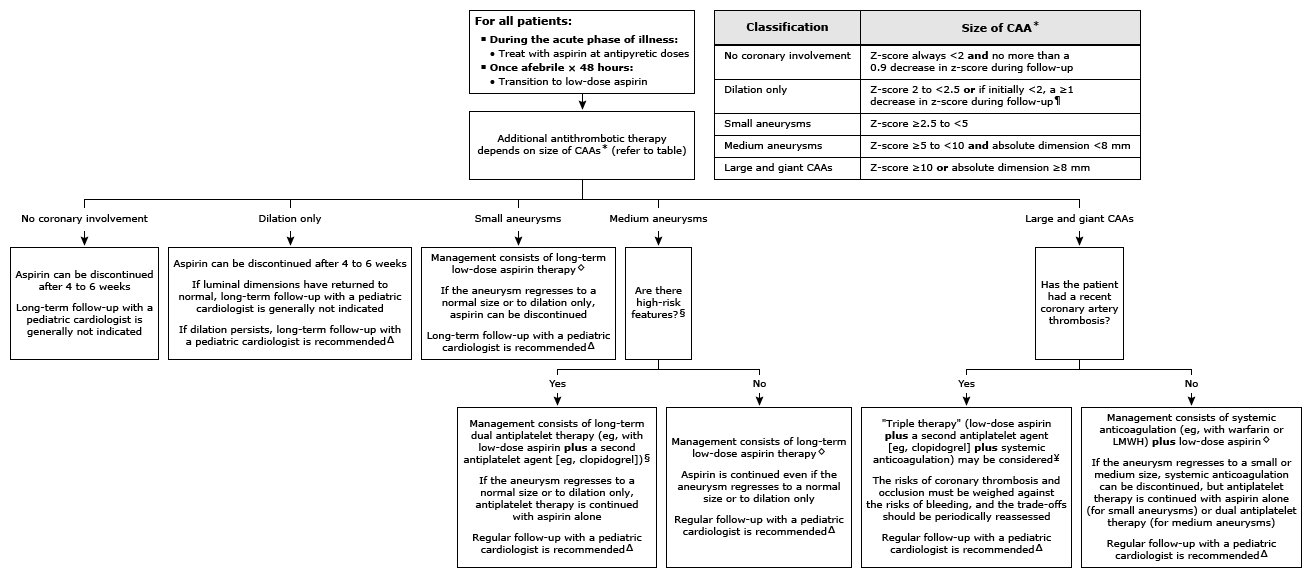 For all patients:
▪ During the acute phase of illness:
• Treat with aspirin at antipyretic doses
▪ Once afebrile × 48 hours:
• Transition to low-dose aspirin
Classification
Size of CAA*
No coronary involvement
Z-score always <2 and no more than a
0.9 decrease in z-score during follow-up
Dilation only
Z-score 2 to <2.5 or if initially <2, a ≥1
decrease in z-score during follow-up¶
Small aneurysms
Z-score ≥2.5 to <5
Medium aneurysms
Z-score ≥5 to <10 and absolute dimension <8 mm
Large and giant CAAs
Z-score ≥10 or absolute dimension ≥8 mm
Additional antithrombotic therapy
depends on size of CAAs* (refer to table)
No coronary involvement
Aspirin can be discontinued
after 4 to 6 weeks
Long-term follow-up with a
pediatric cardiologist is
generally not indicated
Dilation only
Aspirin can be discontinued after 4 to 6 weeks
If luminal dimensions have returned to
normal, long-term follow-up with a pediatric
cardiologist is generally not indicated
If dilation persists, long-term follow-up with
a pediatric cardiologist is recommendedΔ
Small aneurysms
Management consists of long-term
low-dose aspirin therapy◇
If the aneurysm regresses to a
normal size or to dilation only,
aspirin can be discontinued
Long-term follow-up with a pediatric
cardiologist is recommendedΔ
Medium aneurysms
Are there
high-risk
features?§
Large and giant CAAs
Has the patient
had a recent
coronary artery
thrombosis?
Yes
Management consists of long-term
dual antiplatelet therapy (eg, with
low-dose aspirin plus a second
antiplatelet agent [eg, clopidogrel])§
If the aneurysm regresses to a
normal size or to dilation only,
antiplatelet therapy is continued
with aspirin alone
Regular follow-up with a pediatric
cardiologist is recommendedΔ
No
Management consists of long-term
low-dose aspirin therapy◇
Aspirin is continued even if the
aneurysm regresses to a normal
size or to dilation only
Regular follow-up with a pediatric
cardiologist is recommendedΔ
Yes
"Triple therapy" (low-dose aspirin
plus a second antiplatelet agent
[eg, clopidogrel] plus systemic
anticoagulation) may be considered¥
The risks of coronary thrombosis and
occlusion must be weighed against
the risks of bleeding, and the trade-offs
should be periodically reassessed
Regular follow-up with a pediatric
cardiologist is recommendedΔ
No
Management consists of systemic
anticoagulation (eg, with warfarin or
LMWH) plus low-dose aspirin◇
If the aneurysm regresses to a small or
medium size, systemic anticoagulation
can be discontinued, but antiplatelet
therapy is continued with aspirin alone
(for small aneurysms) or dual antiplatelet
therapy (for medium aneurysms)
Regular follow-up with a pediatric
cardiologist is recommendedΔ